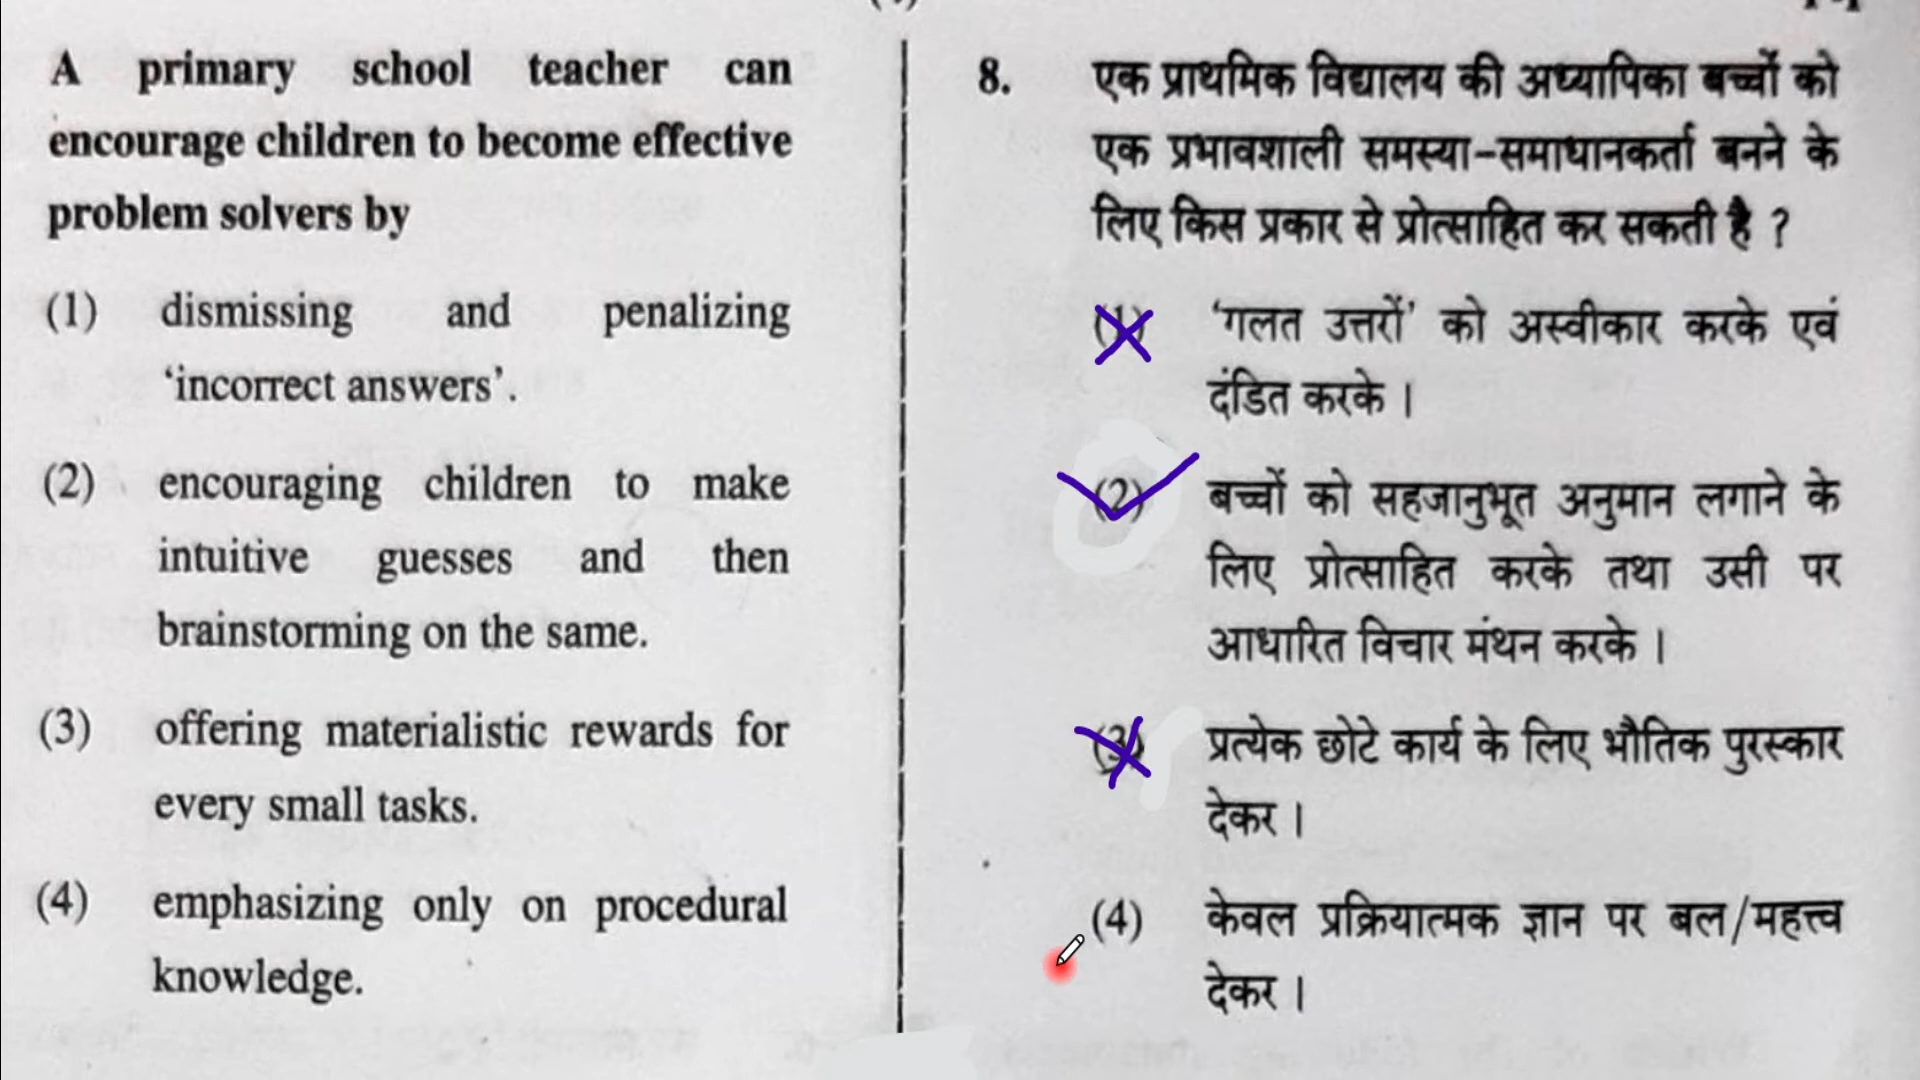 A primary school teacher can
encourage children to become effective
problem solvers by
(1) dismissing and penalizing
‘incorrect answers’.
(2) encouraging children to make
intuitive guesses and then
brainstorming on the same.
(3) offering materialistic rewards for
every small tasks.
(4) emphasizing only on procedural
knowledge.
8. एक प्राथमिक विद्यालय की अध्यापिका बच्चों को
एक प्रभावशाली समस्या-समाधानकर्ता बनने के
लिए किस प्रकार से प्रोत्साहित कर सकती है ?
(1) ‘गलत उत्तरों’ को अस्वीकार करके एवं
दंडित करके ।
(2) बच्चों को सहजानुभूत अनुमान लगाने के
लिए प्रोत्साहित करके तथा उसी पर
आधारित विचार मंथन करके ।
(3) प्रत्येक छोटे कार्य के लिए भौतिक पुरस्कार
देकर ।
(4) केवल प्रक्रियात्मक ज्ञान पर बल/महत्त्व
देकर ।